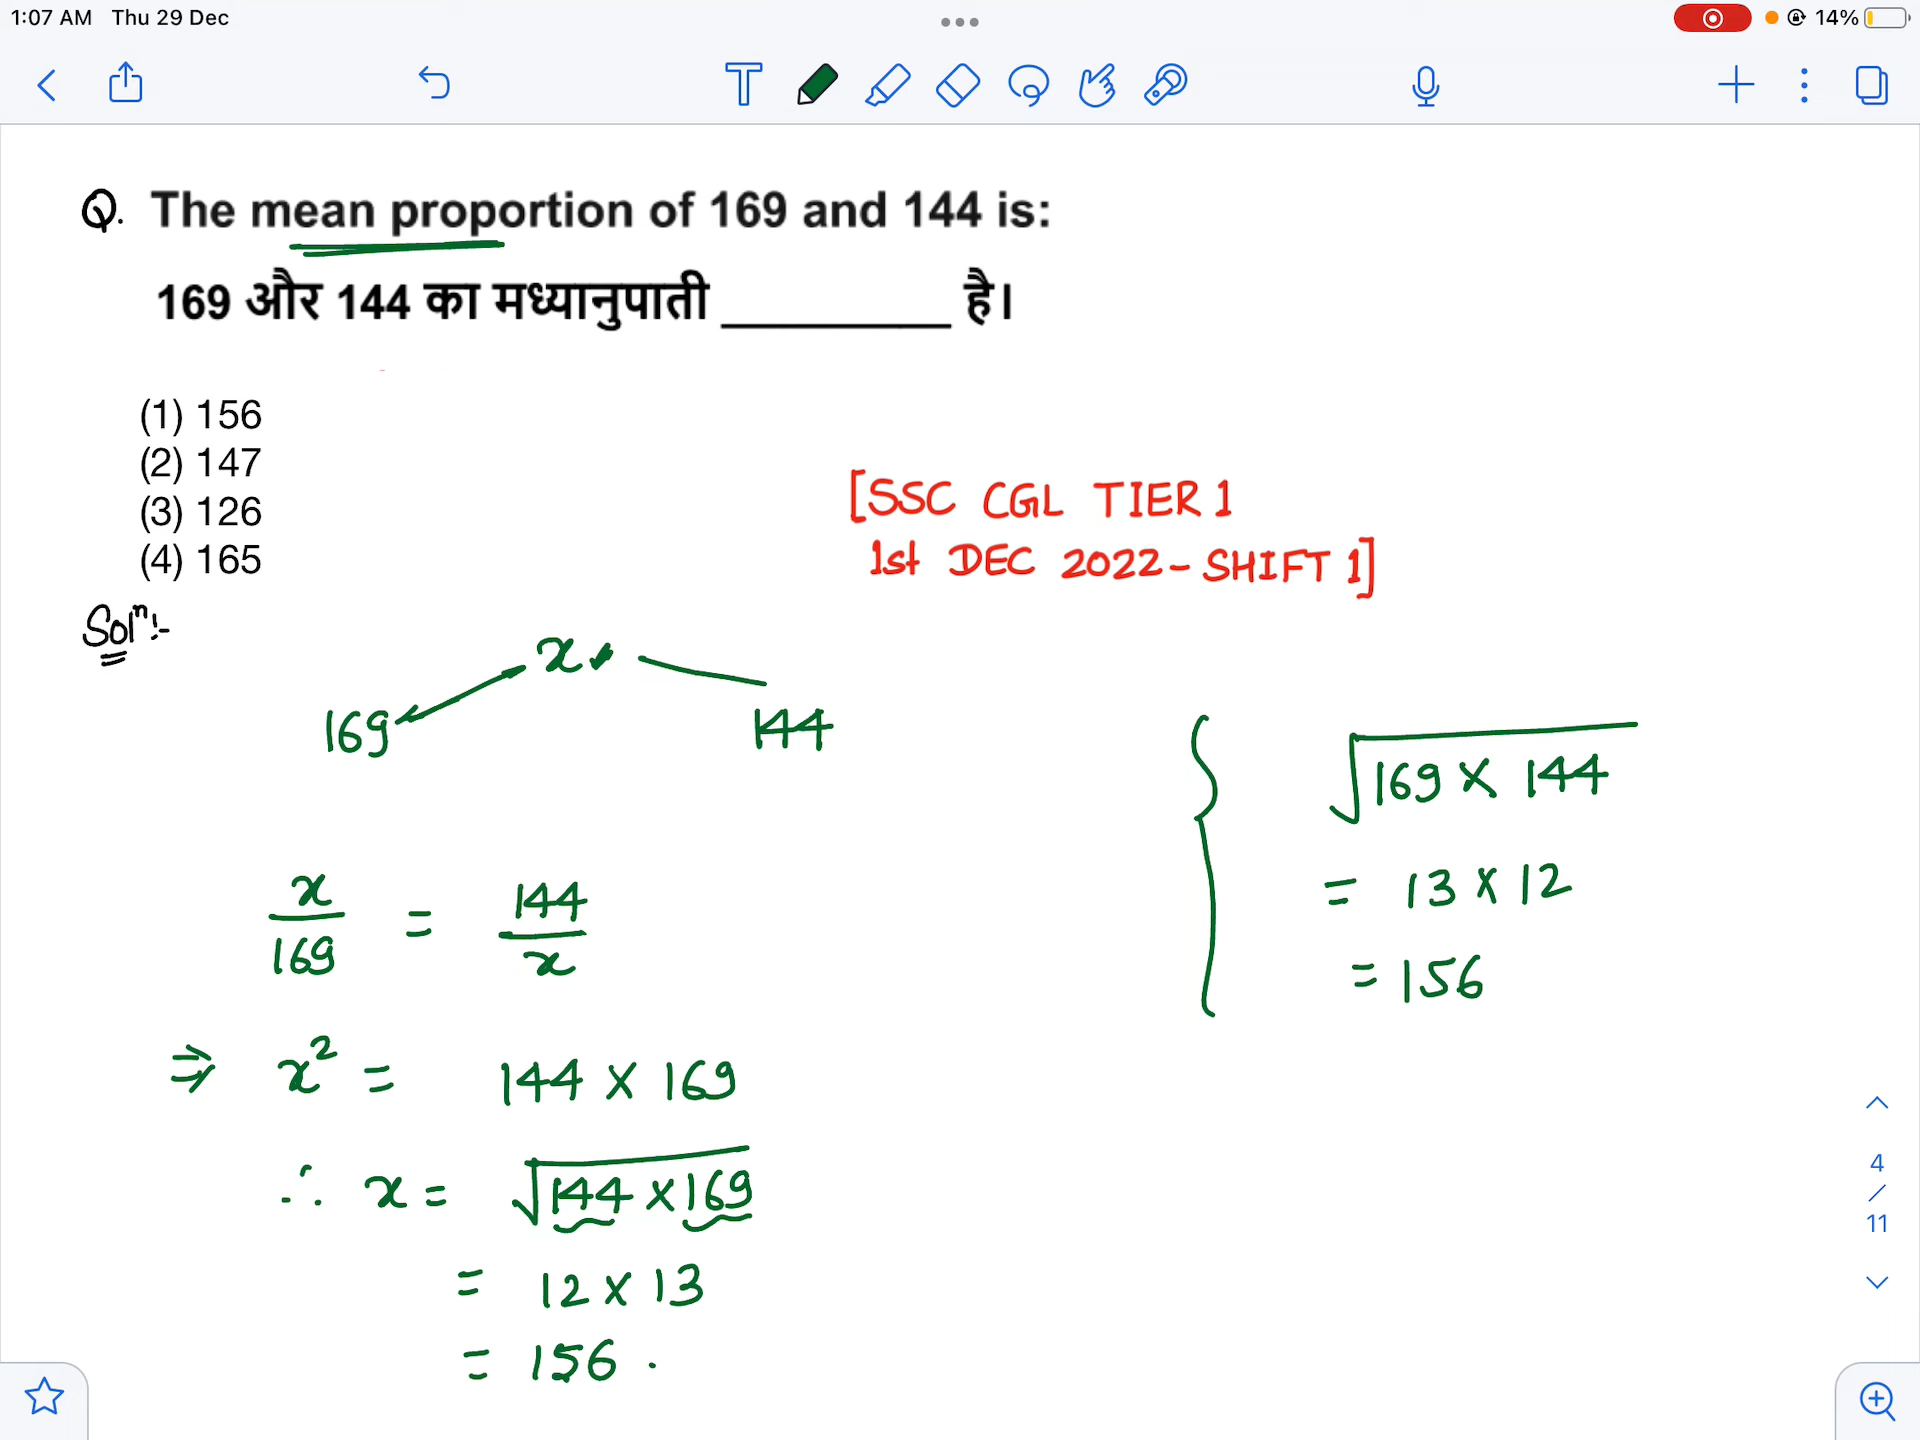 1:07 AM Thu 29 Dec
14%
T
Q. The mean proportion of 169 and 144 is:
169 और 144 का मध्यानुपाती __________ है।
(1) 156
(2) 147
(3) 126
(4) 165
[SSC CGL TIER 1
1st DEC 2022 - SHIFT 1]
Solⁿ:-
x
169 144
x/169 = 144/x
⇒ x² = 144 × 169
∴ x = √144 × 169
= 12 × 13
= 156 .
√169 × 144
= 13 × 12
= 156
4
/
11